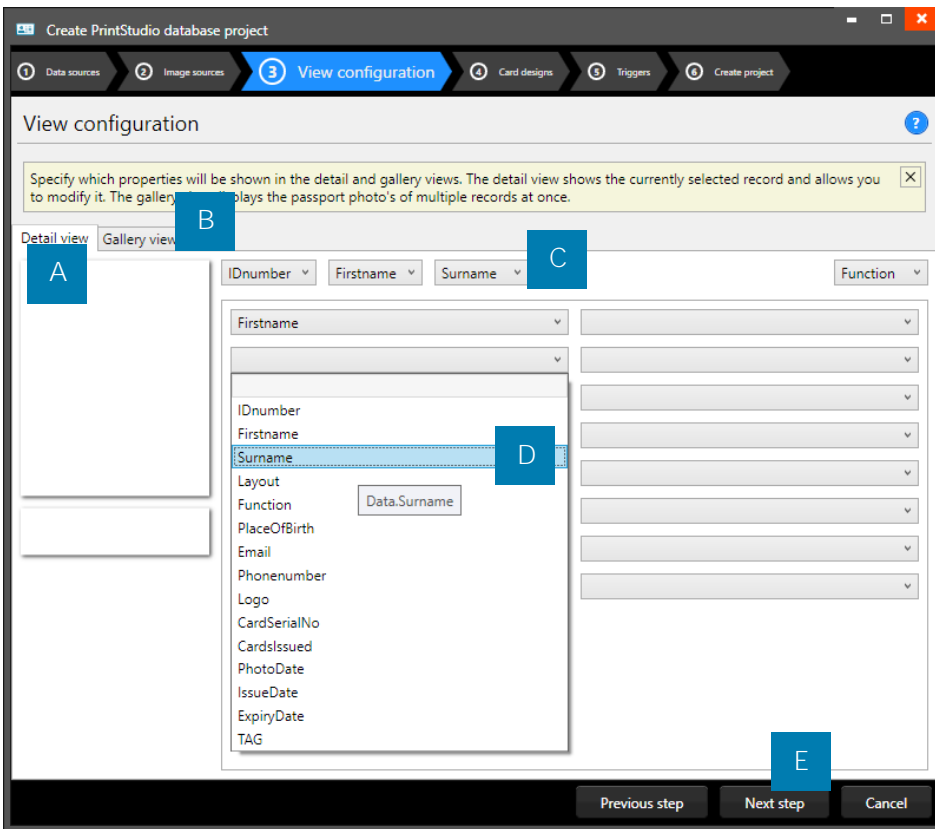 Create PrintStudio database project
1 Data sources 2 Image sources 3 View configuration 4 Card designs 5 Triggers 6 Create project
View configuration ?
Specify which properties will be shown in the detail and gallery views. The detail view shows the currently selected record and allows you
to modify it. The gallery plays the passport photo's of multiple records at once.
B
Detail view Gallery view
A
IDnumber Firstname Surname C Function
Firstname
IDnumber
Firstname
Surname D
Layout
Function Data.Surname
PlaceOfBirth
Email
Phonenumber
Logo
CardSerialNo
CardsIssued
PhotoDate
IssueDate
ExpiryDate
TAG
E
Previous step Next step Cancel